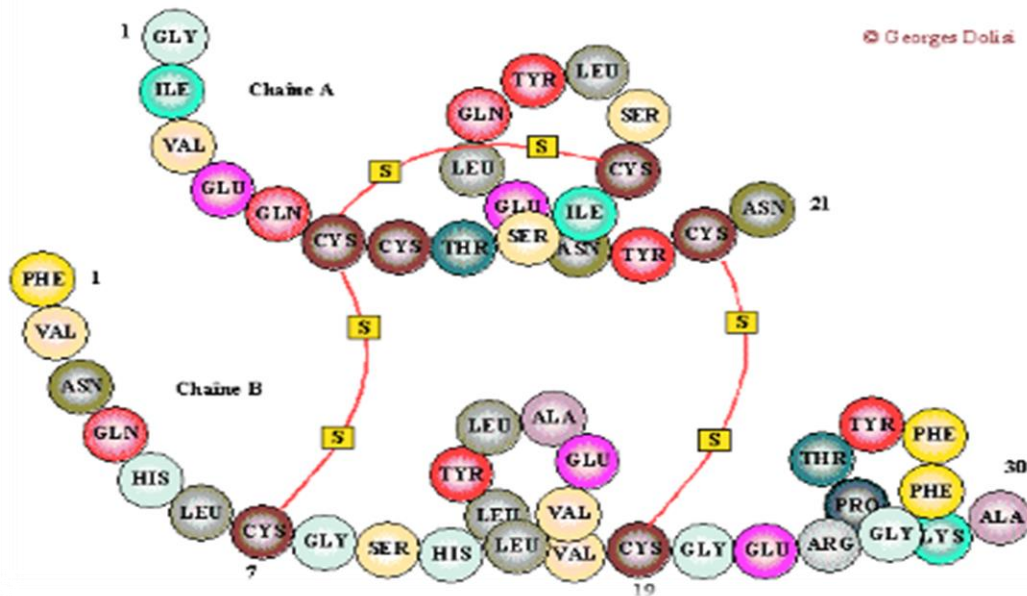 1
GLY
© Georges Dolisi
ILE
Chaîne A
VAL
GLU
GLN
CYS
CYS
THR
SER
ILE
CYS
SER
LEU
TYR
GLN
LEU
GLU
ASN
TYR
CYS
ASN
21
S
S
S
S
S
S
PHE
1
VAL
ASN
Chaîne B
GLN
HIS
LEU
CYS
7
GLY
SER
HIS
LEU
VAL
GLU
ALA
LEU
TYR
LEU
VAL
CYS
19
GLY
GLU
ARG
GLY
PHE
PHE
TYR
THR
PRO
LYS
ALA
30